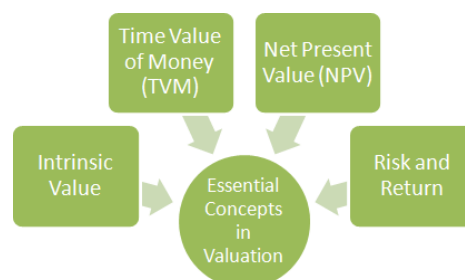 Time Value
of Money
(TVM)
Net Present
Value (NPV)
Intrinsic
Value
Risk and
Return
Essential
Concepts
in
Valuation